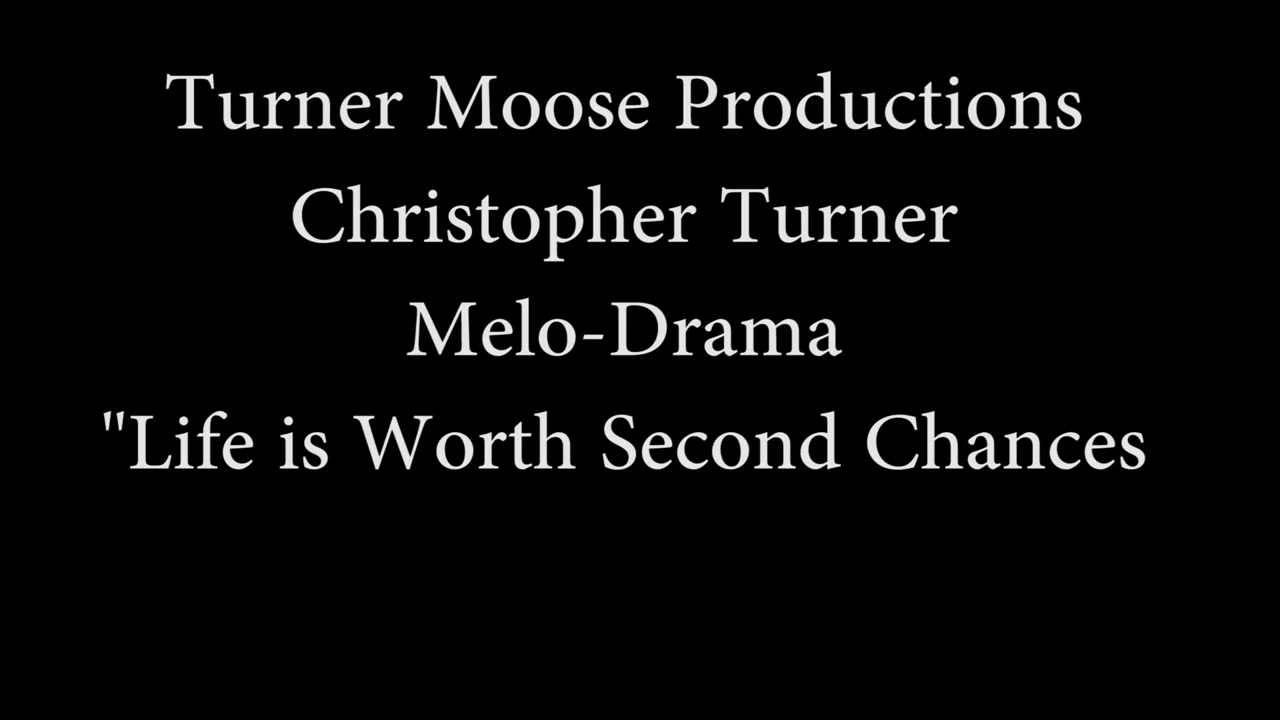 Turner Moose Productions
Christopher Turner
Melo-Drama
"Life is Worth Second Chances